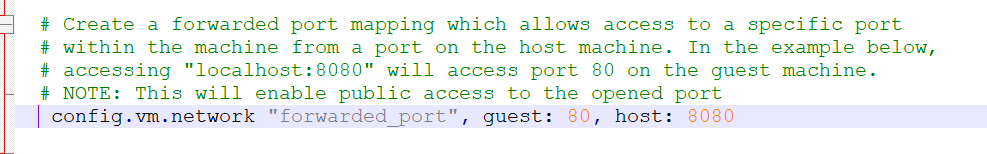 # Create a forwarded port mapping which allows access to a specific port
# within the machine from a port on the host machine. In the example below,
# accessing "localhost:8080" will access port 80 on the guest machine.
# NOTE: This will enable public access to the opened port
config.vm.network "forwarded_port", guest: 80, host: 8080